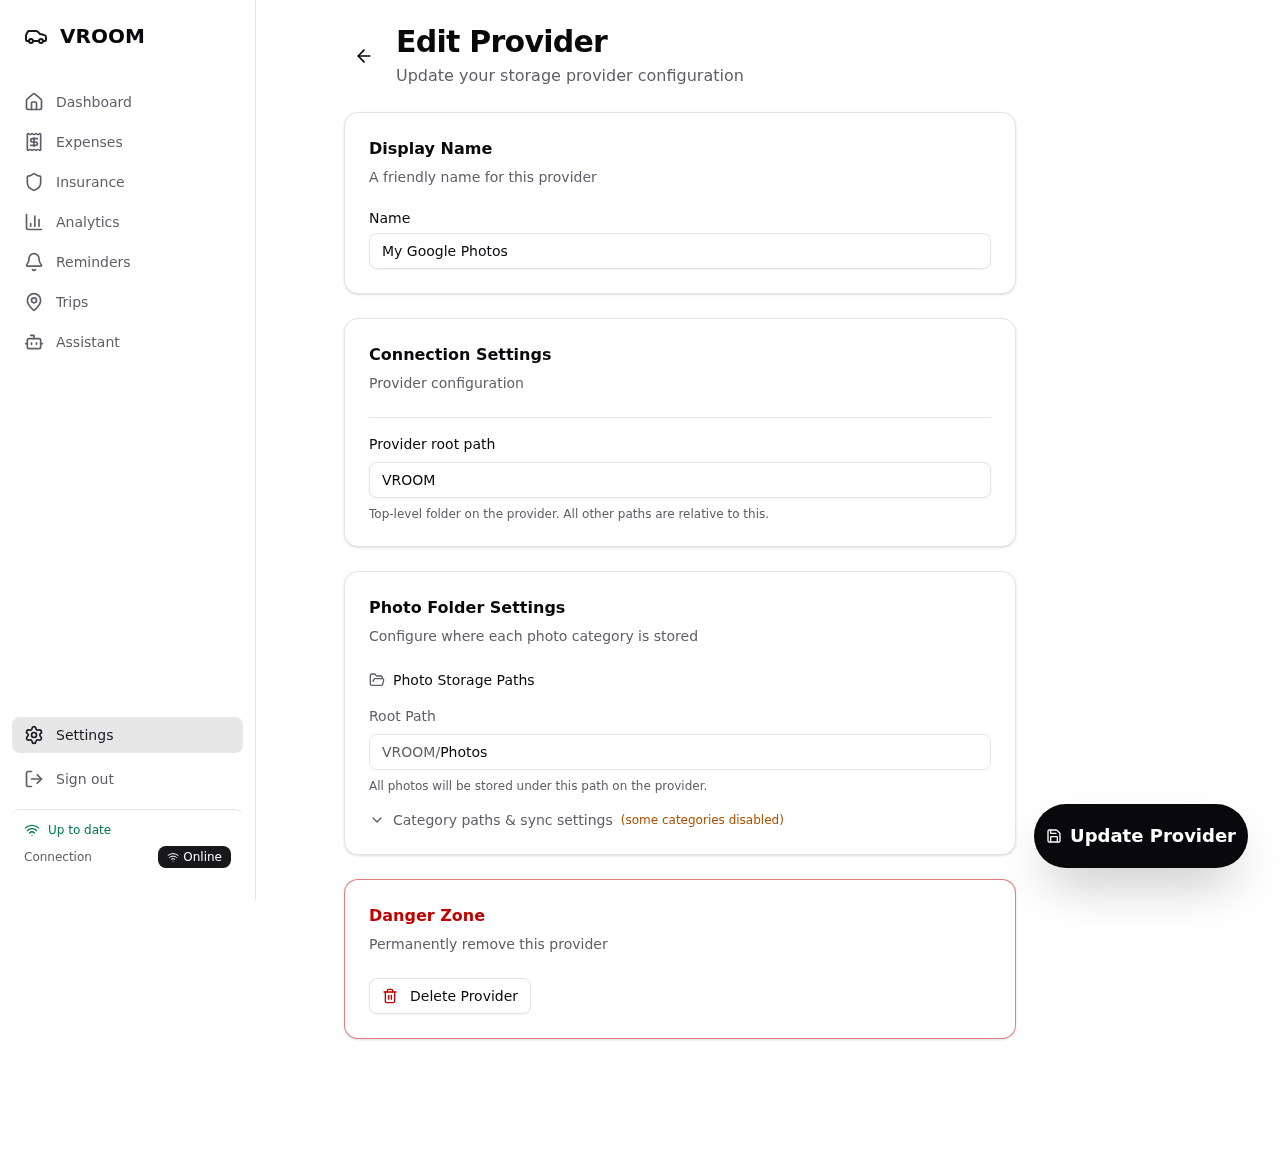 VROOM
Dashboard
Expenses
Insurance
Analytics
Reminders
Trips
Assistant
Settings
Sign out
Up to date
Connection
Online
Edit Provider
Update your storage provider configuration
Display Name
A friendly name for this provider
Name
My Google Photos
Connection Settings
Provider configuration
Provider root path
VROOM
Top-level folder on the provider. All other paths are relative to this.
Photo Folder Settings
Configure where each photo category is stored
Photo Storage Paths
Root Path
VROOM/Photos
All photos will be stored under this path on the provider.
Category paths & sync settings (some categories disabled)
Update Provider
Danger Zone
Permanently remove this provider
Delete Provider